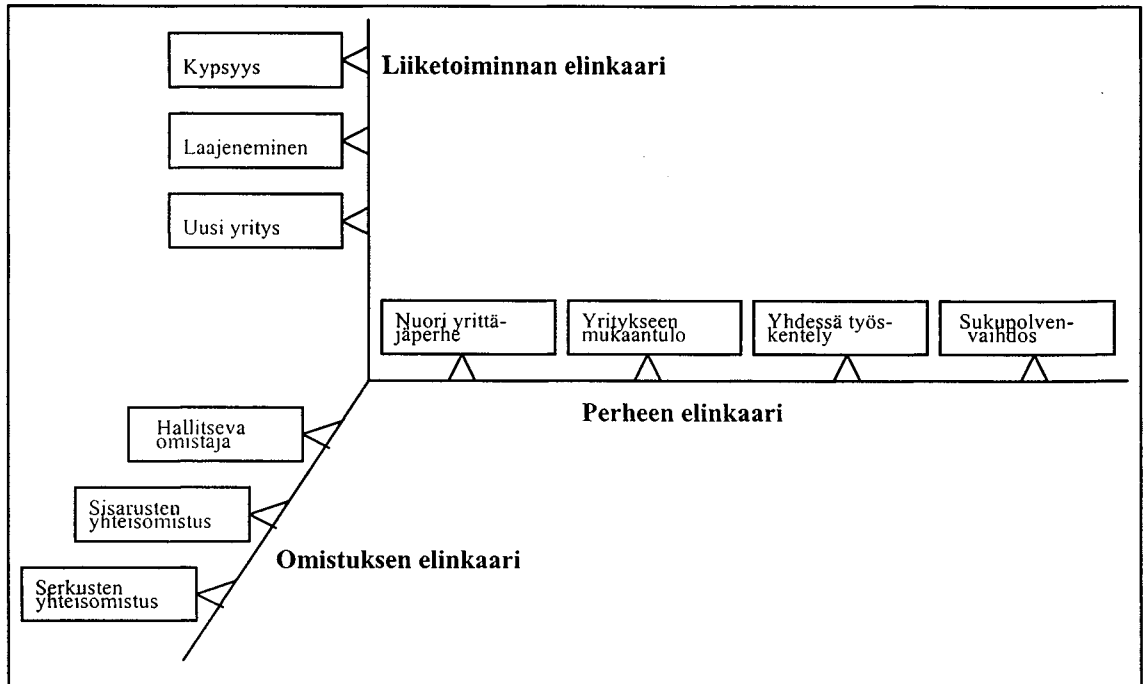 Kypsyys
Liiketoiminnan elinkaari
Laajeneminen
Uusi yritys
Nuori yrittä-
jäperhe
Yritykseen
mukaantulo
Yhdessä työs-
kentely
Sukupolven-
vaihdos
Perheen elinkaari
Hallitseva
omistaja
Sisarusten
yhteisomistus
Omistuksen elinkaari
Serkusten
yhteisomistus